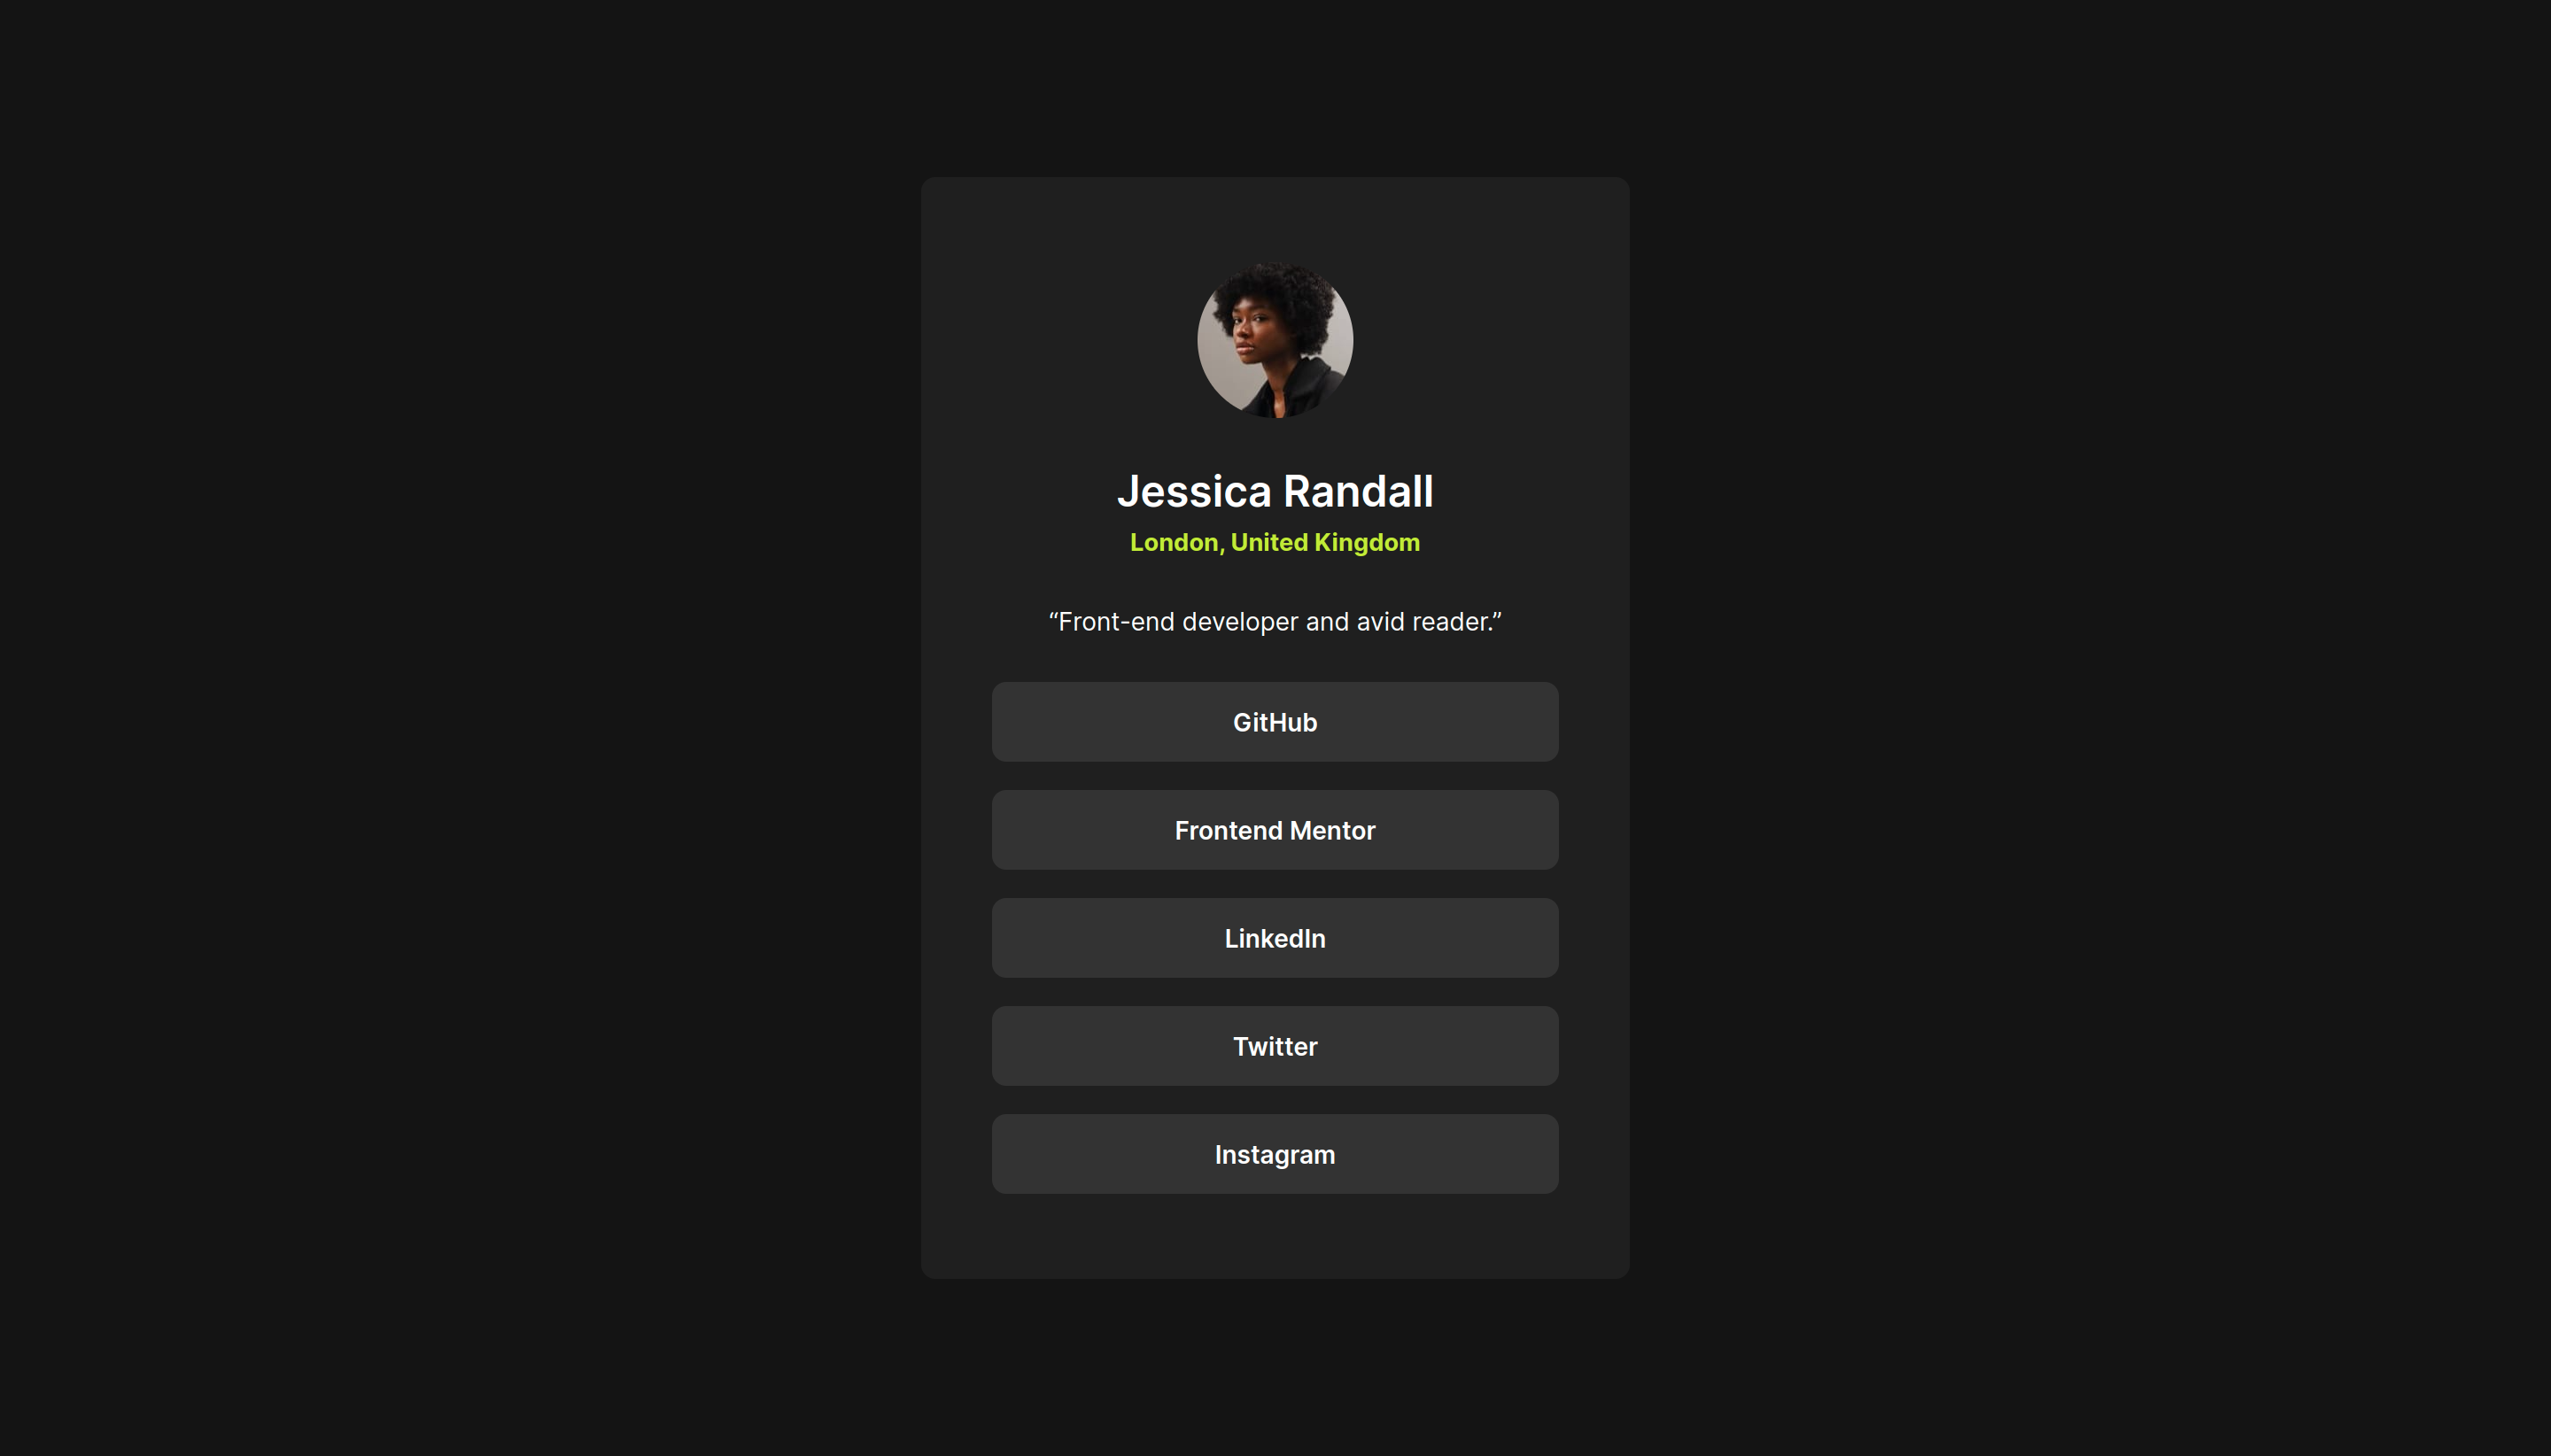 Jessica Randall
London, United Kingdom
“Front-end developer and avid reader.”
GitHub
Frontend Mentor
LinkedIn
Twitter
Instagram